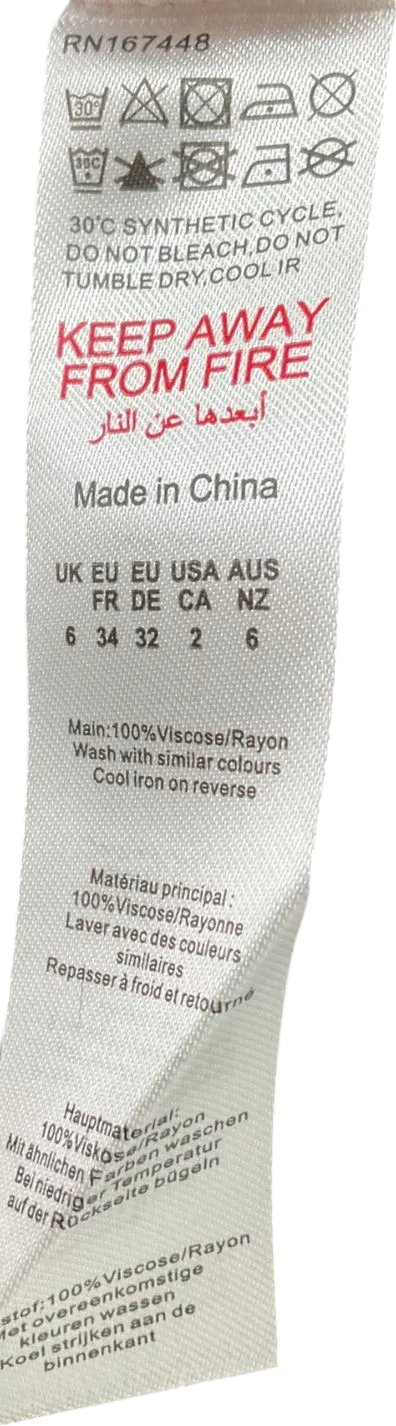 RN167448
30°
30C
30°C SYNTHETIC CYCLE,
DO NOT BLEACH,DO NOT
TUMBLE DRY,COOL IR
KEEP AWAY
FROM FIRE
أبعدها عن النار
Made in China
UK EU EU USA AUS
FR DE CA NZ
6 34 32 2 6
Main:100%Viscose/Rayon
Wash with similar colours
Cool iron on reverse
Matériau principal :
100%Viscose/Rayonne
Laver avec des couleurs
similaires
Repasser à froid et retourné
Hauptmaterial:
100%Viskose/Rayon
Mit ähnlichen Farben waschen
Bei niedriger Temperatur
auf der Rückseite bügeln
stof:100%Viscose/Rayon
Met overeenkomstige
kleuren wassen
Koel strijken aan de
binnenkant